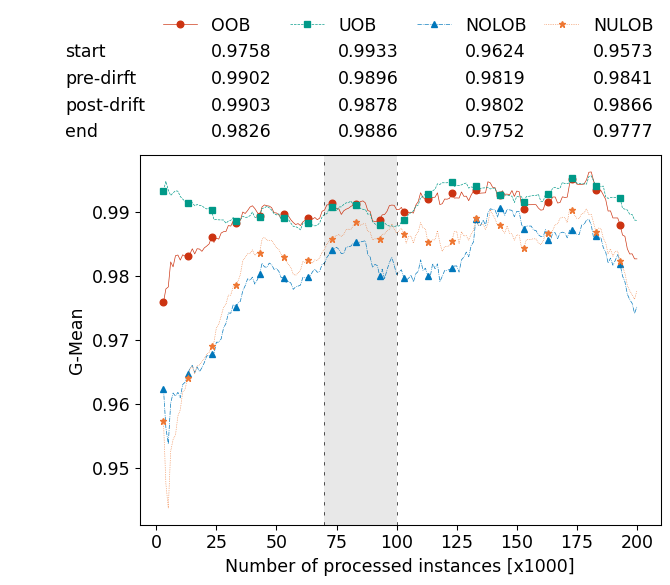 OOB UOB NOLOB NULOB
start 0.9758 0.9933 0.9624 0.9573
pre-dirft 0.9902 0.9896 0.9819 0.9841
post-drift 0.9903 0.9878 0.9802 0.9866
end 0.9826 0.9886 0.9752 0.9777
0.99
0.98
0.97
0.96
0.95
G-Mean
0 25 50 75 100 125 150 175 200
Number of processed instances [x1000]